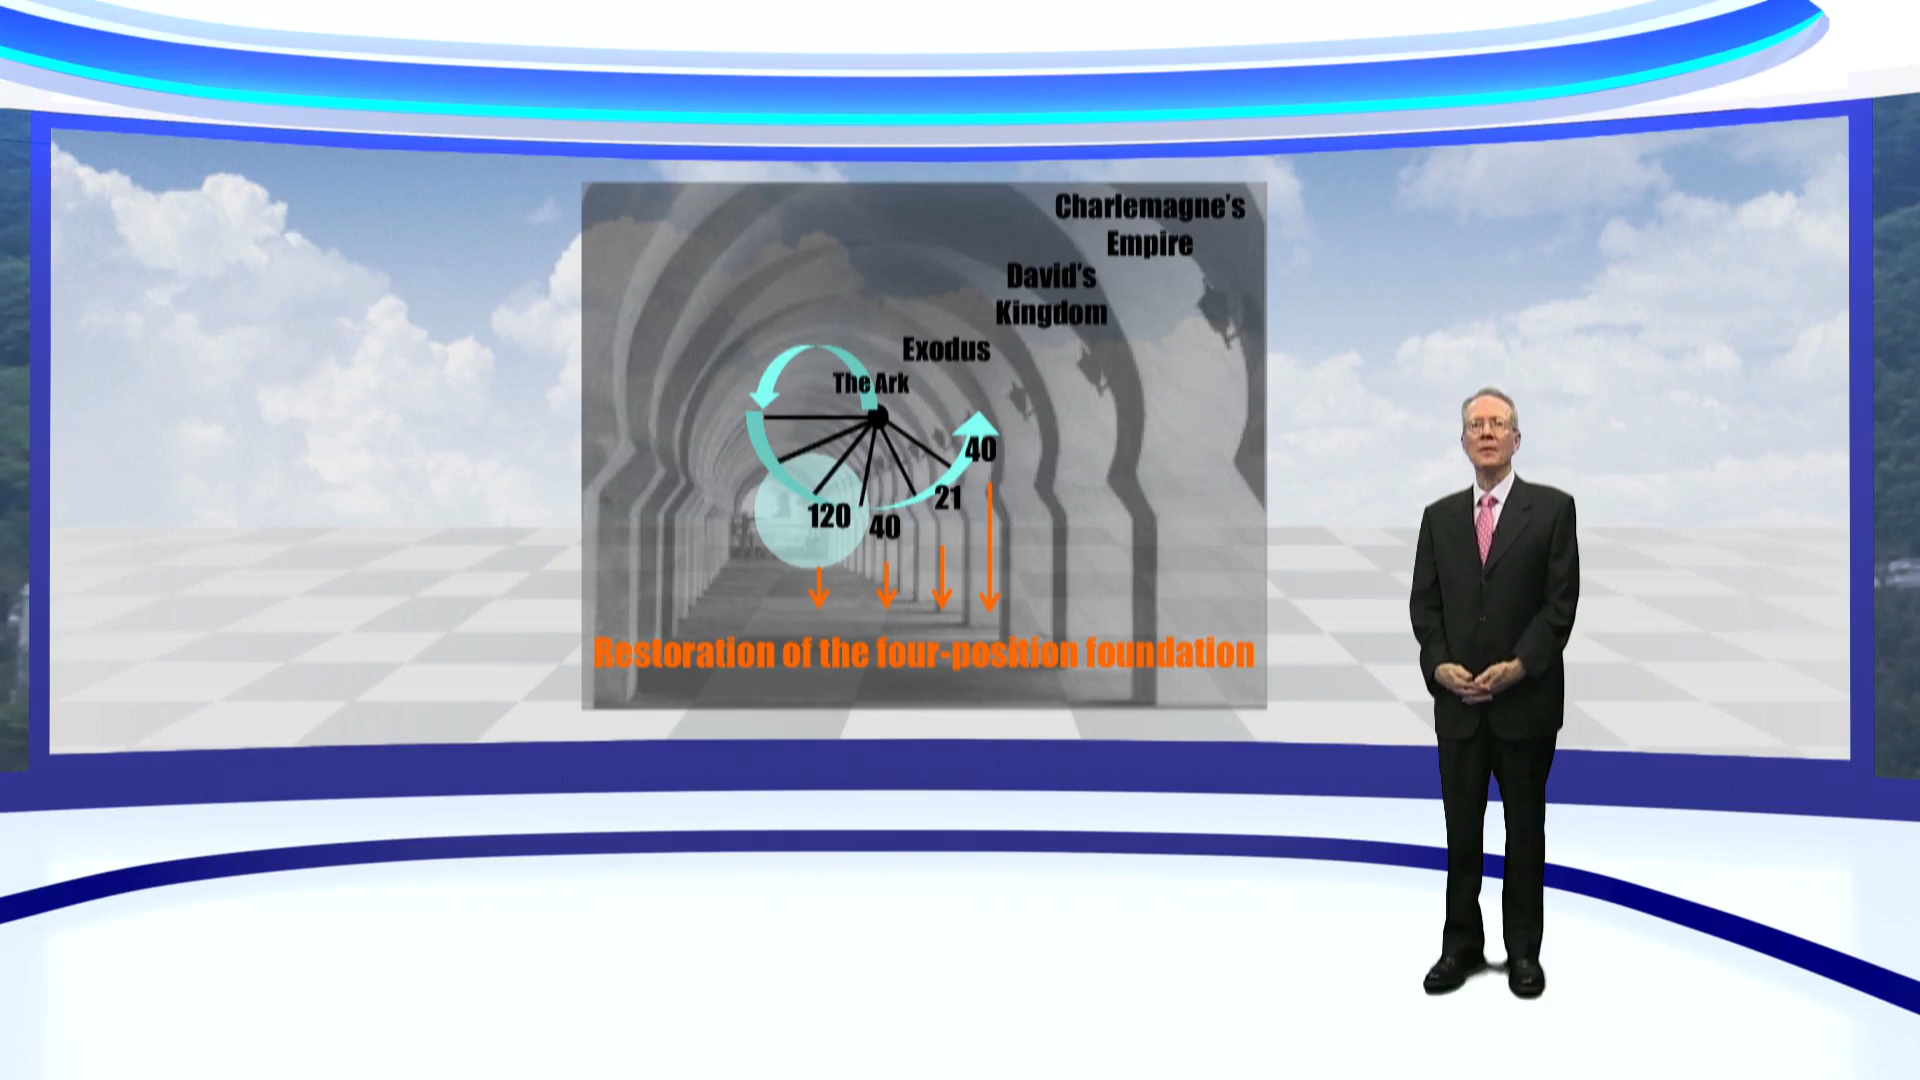 Charlemagne's
Empire
David's
Kingdom
Exodus
The Ark
40
21
120
40
Restoration of the four-position foundation